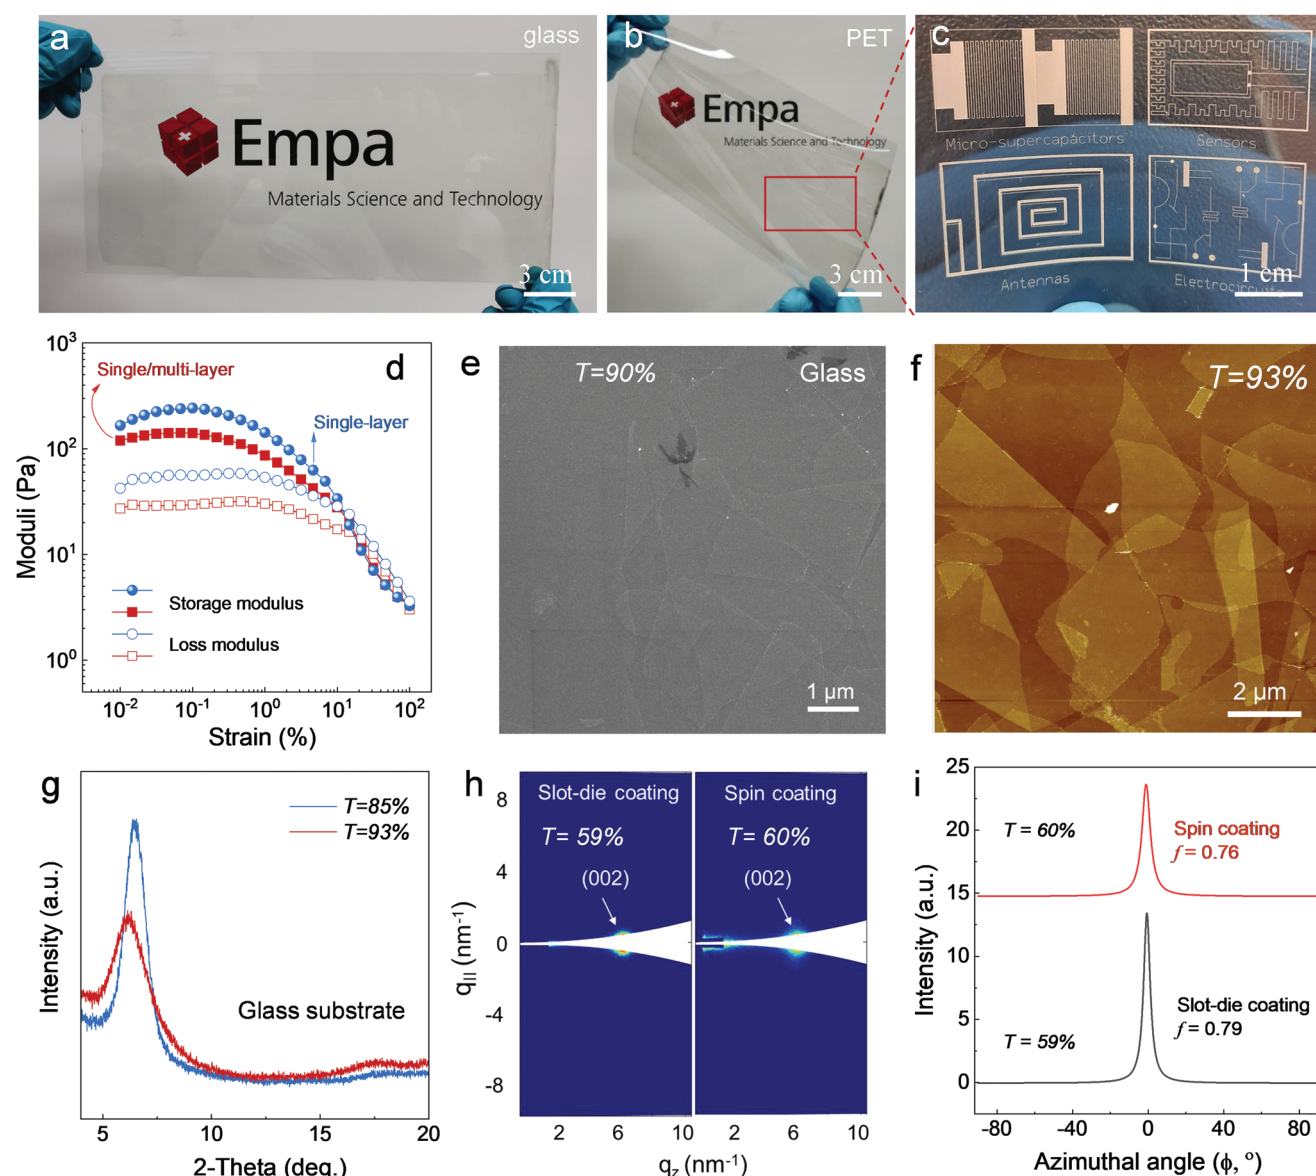 a
glass
Empa
Materials Science and Technology
3 cm
b
PET
Empa
Materials Science and Technology
3 cm
c
Micro-supercapacitors
Sensors
Antennas
Electrocircuits
1 cm
d
Single/multi-layer
Single-layer
10³
10²
10¹
10⁰
Moduli (Pa)
Storage modulus
Loss modulus
10⁻² 10⁻¹ 10⁰ 10¹ 10²
Strain (%)
e
T=90%
Glass
1 μm
f
T=93%
2 μm
g
T=85%
T=93%
Intensity (a.u.)
Glass substrate
5 10 15 20
2-Theta (deg.)
h
Slot-die coating
T= 59%
(002)
Spin coating
T= 60%
(002)
8
4
0
-4
-8
q|| (nm⁻¹)
2 6 10 2 6 10
qz (nm⁻¹)
i
25
20
15
10
5
0
Intensity (a.u.)
T = 60%
Spin coating
f = 0.76
Slot-die coating
f = 0.79
T = 59%
-80 -40 0 40 80
Azimuthal angle (ϕ, º)